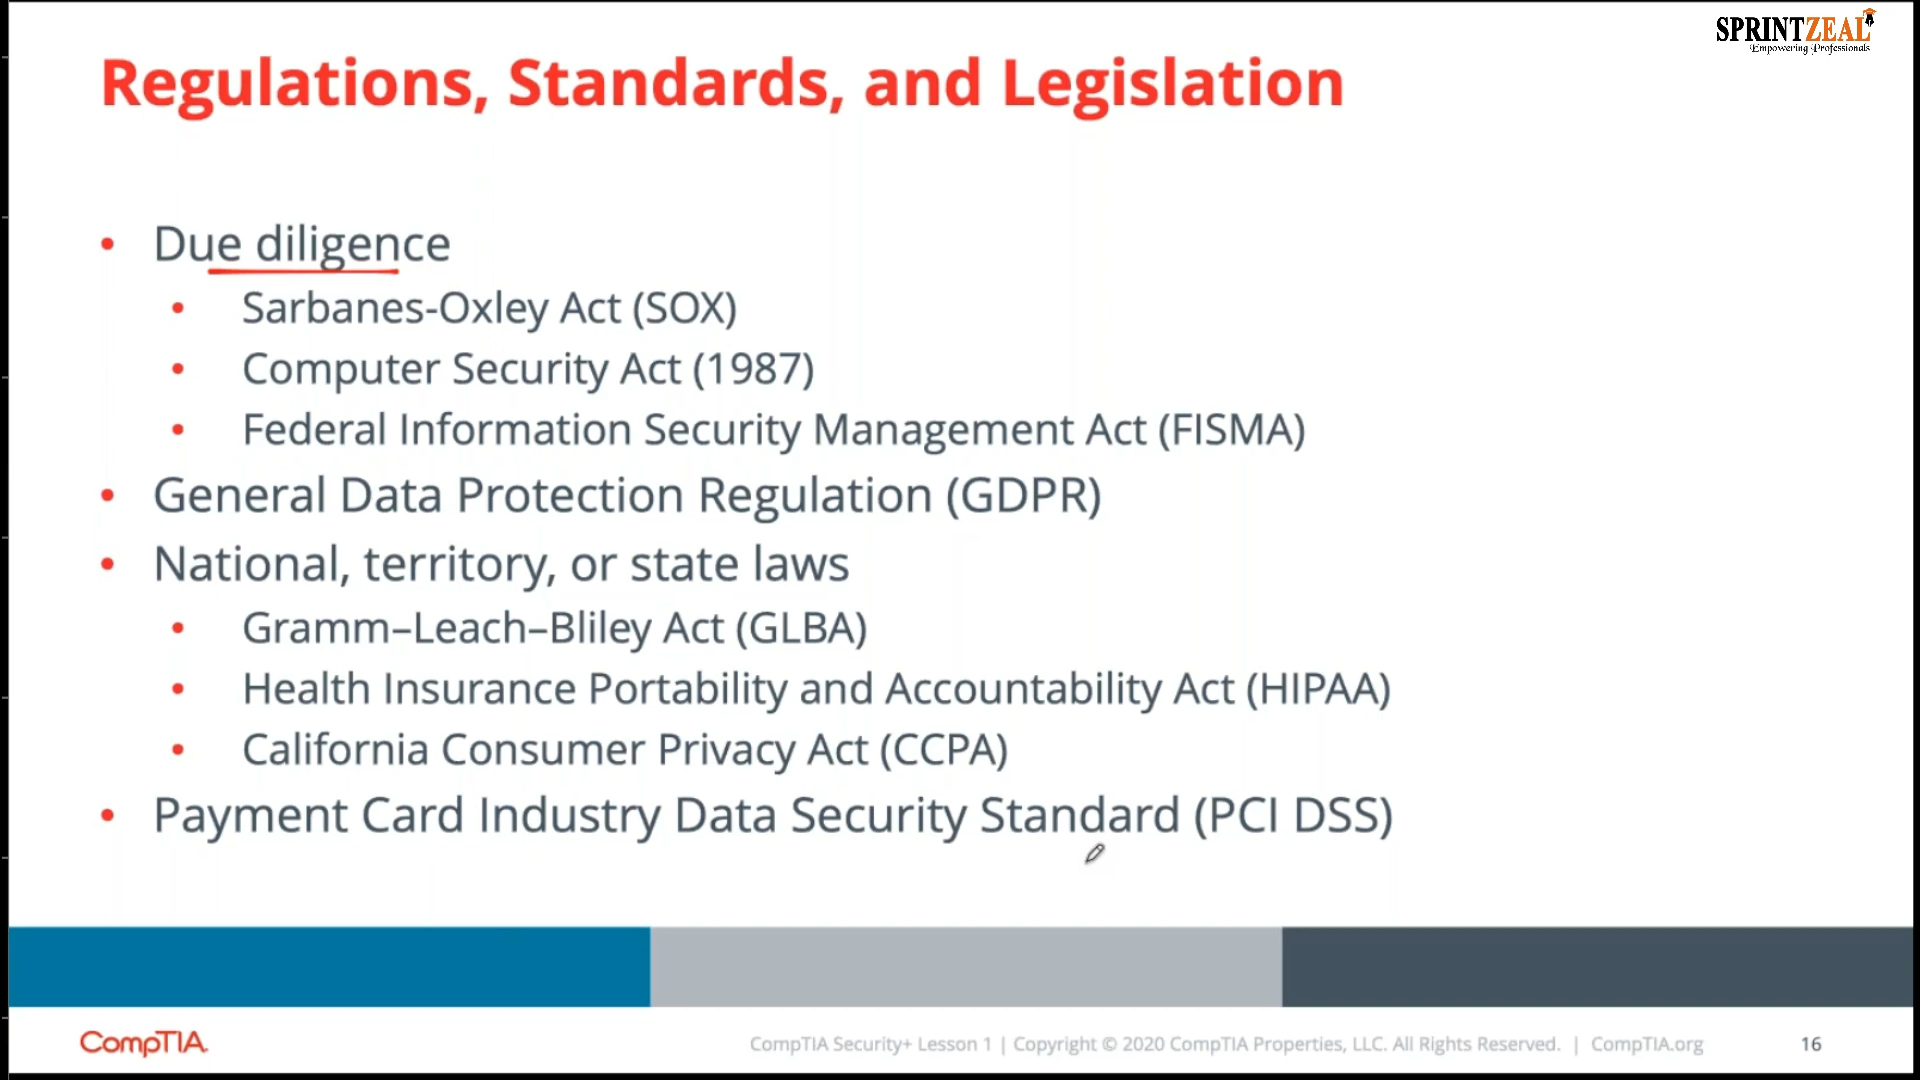 SPRINTZEAL
Empowering Professionals
Regulations, Standards, and Legislation
• Due diligence
• Sarbanes-Oxley Act (SOX)
• Computer Security Act (1987)
• Federal Information Security Management Act (FISMA)
• General Data Protection Regulation (GDPR)
• National, territory, or state laws
• Gramm–Leach–Bliley Act (GLBA)
• Health Insurance Portability and Accountability Act (HIPAA)
• California Consumer Privacy Act (CCPA)
• Payment Card Industry Data Security Standard (PCI DSS)
CompTIA.
CompTIA Security+ Lesson 1 | Copyright © 2020 CompTIA Properties, LLC. All Rights Reserved. | CompTIA.org
16